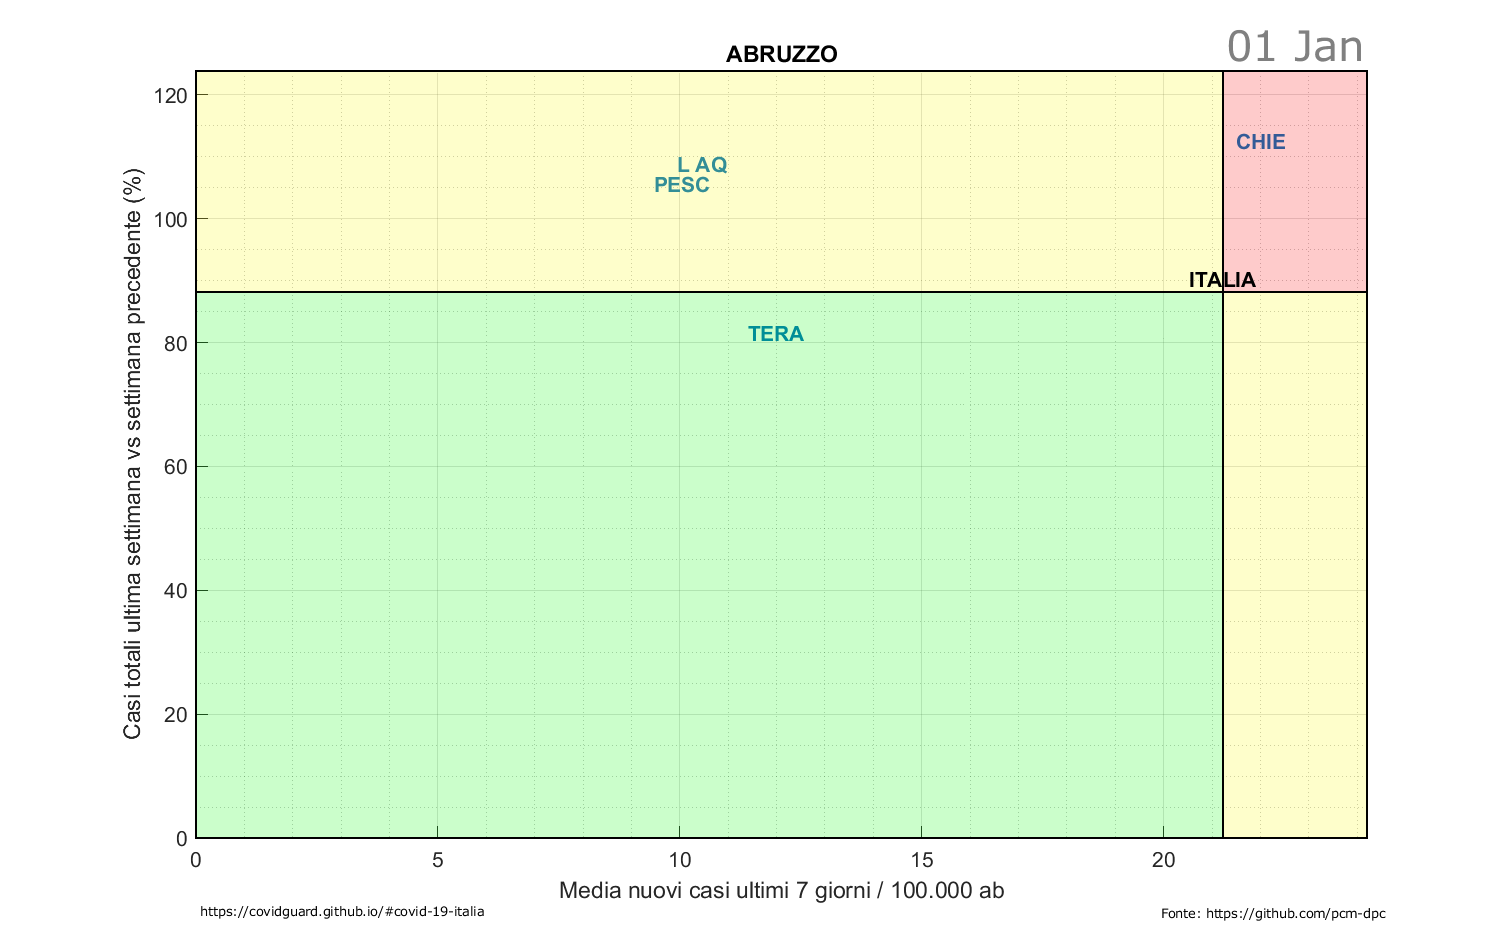 01 Jan
ABRUZZO
120
CHIE
L AQ
PESC
100
ITALIA
TERA
80
60
40
20
0
Casi totali ultima settimana vs settimana precedente (%)
0 5 10 15 20
Media nuovi casi ultimi 7 giorni / 100.000 ab
https://covidguard.github.io/#covid-19-italia
Fonte: https://github.com/pcm-dpc